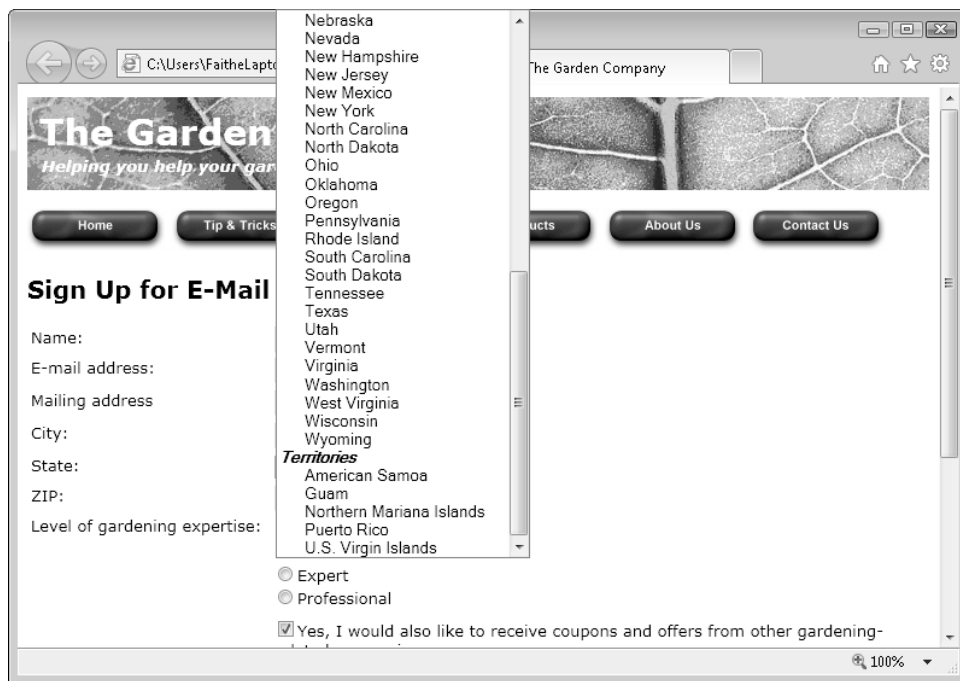 C:\Users\FaitheLapt
The Garden Company
The Garden
Helping you help your gar
Home
Tip & Tricks
ucts
About Us
Contact Us
Sign Up for E-Mail
Name:
E-mail address:
Mailing address
City:
State:
ZIP:
Level of gardening expertise:
Nebraska
Nevada
New Hampshire
New Jersey
New Mexico
New York
North Carolina
North Dakota
Ohio
Oklahoma
Oregon
Pennsylvania
Rhode Island
South Carolina
South Dakota
Tennessee
Texas
Utah
Vermont
Virginia
Washington
West Virginia
Wisconsin
Wyoming
Territories
American Samoa
Guam
Northern Mariana Islands
Puerto Rico
U.S. Virgin Islands
Expert
Professional
Yes, I would also like to receive coupons and offers from other gardening-
100%